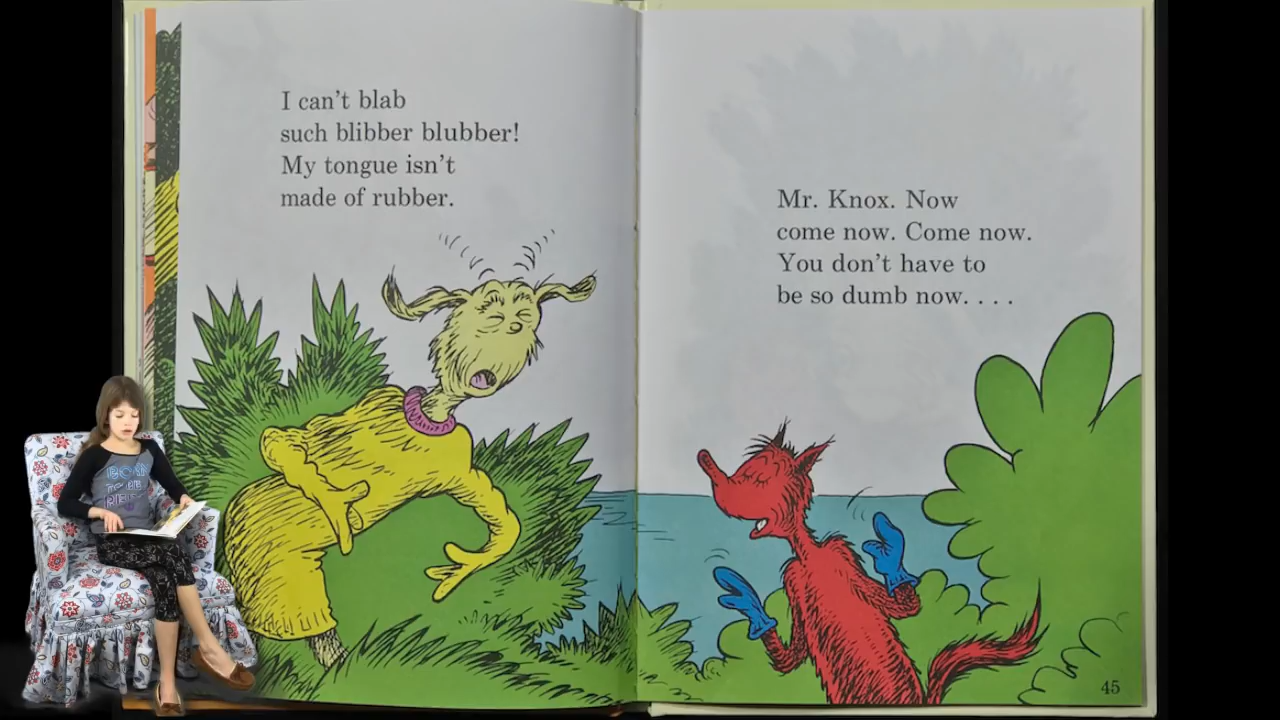 I can't blab
such blibber blubber!
My tongue isn't
made of rubber.
Mr. Knox. Now
come now. Come now.
You don't have to
be so dumb now. . . .
45